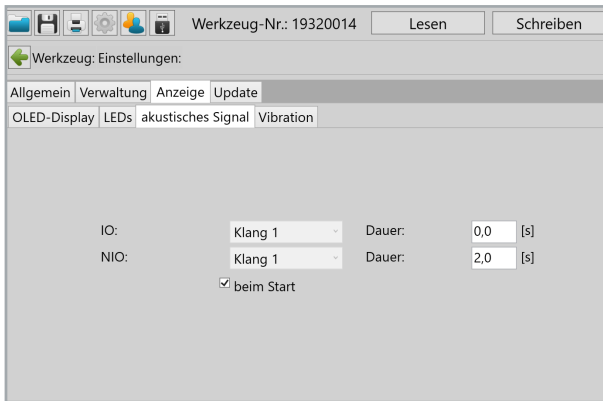 Werkzeug-Nr.: 19320014 Lesen Schreiben
Werkzeug: Einstellungen:
Allgemein Verwaltung Anzeige Update
OLED-Display LEDs akustisches Signal Vibration
IO: Klang 1 Dauer: 0,0 [s]
NIO: Klang 1 Dauer: 2,0 [s]
beim Start